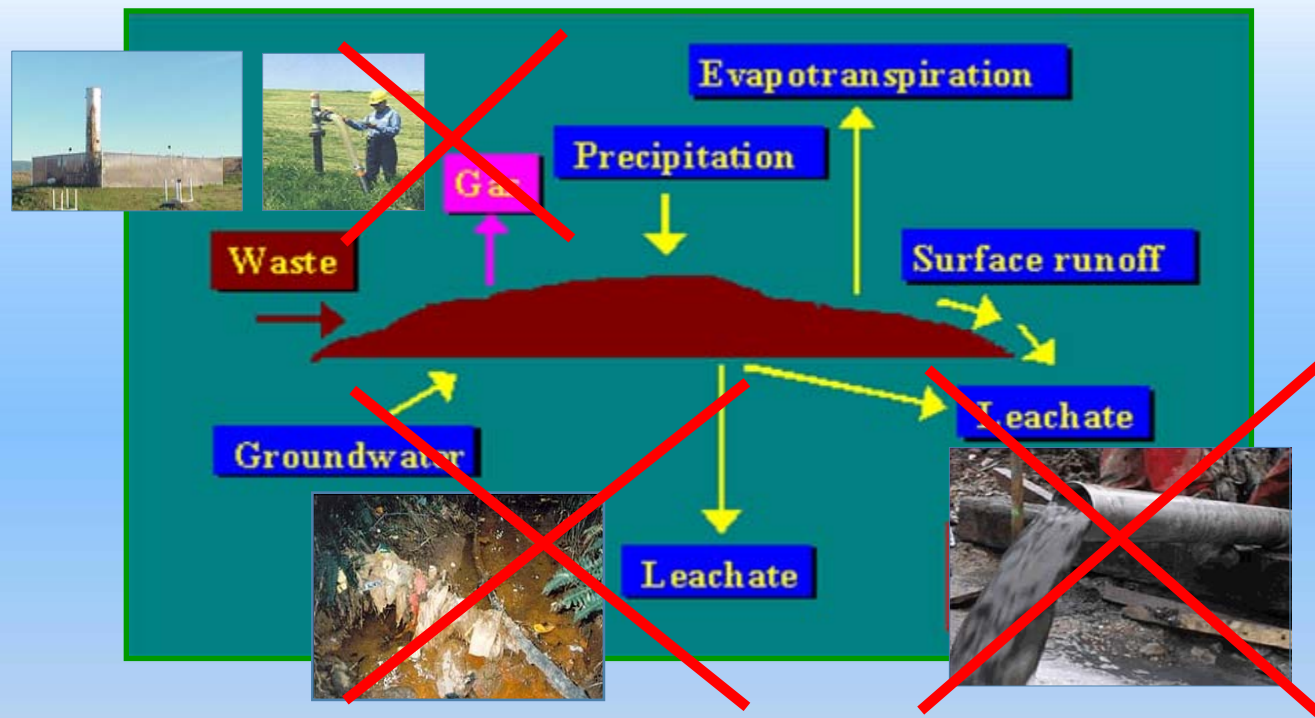 Evapotranspiration
Precipitation
Gas
Waste
Surface runoff
Leachate
Groundwater
Leachate